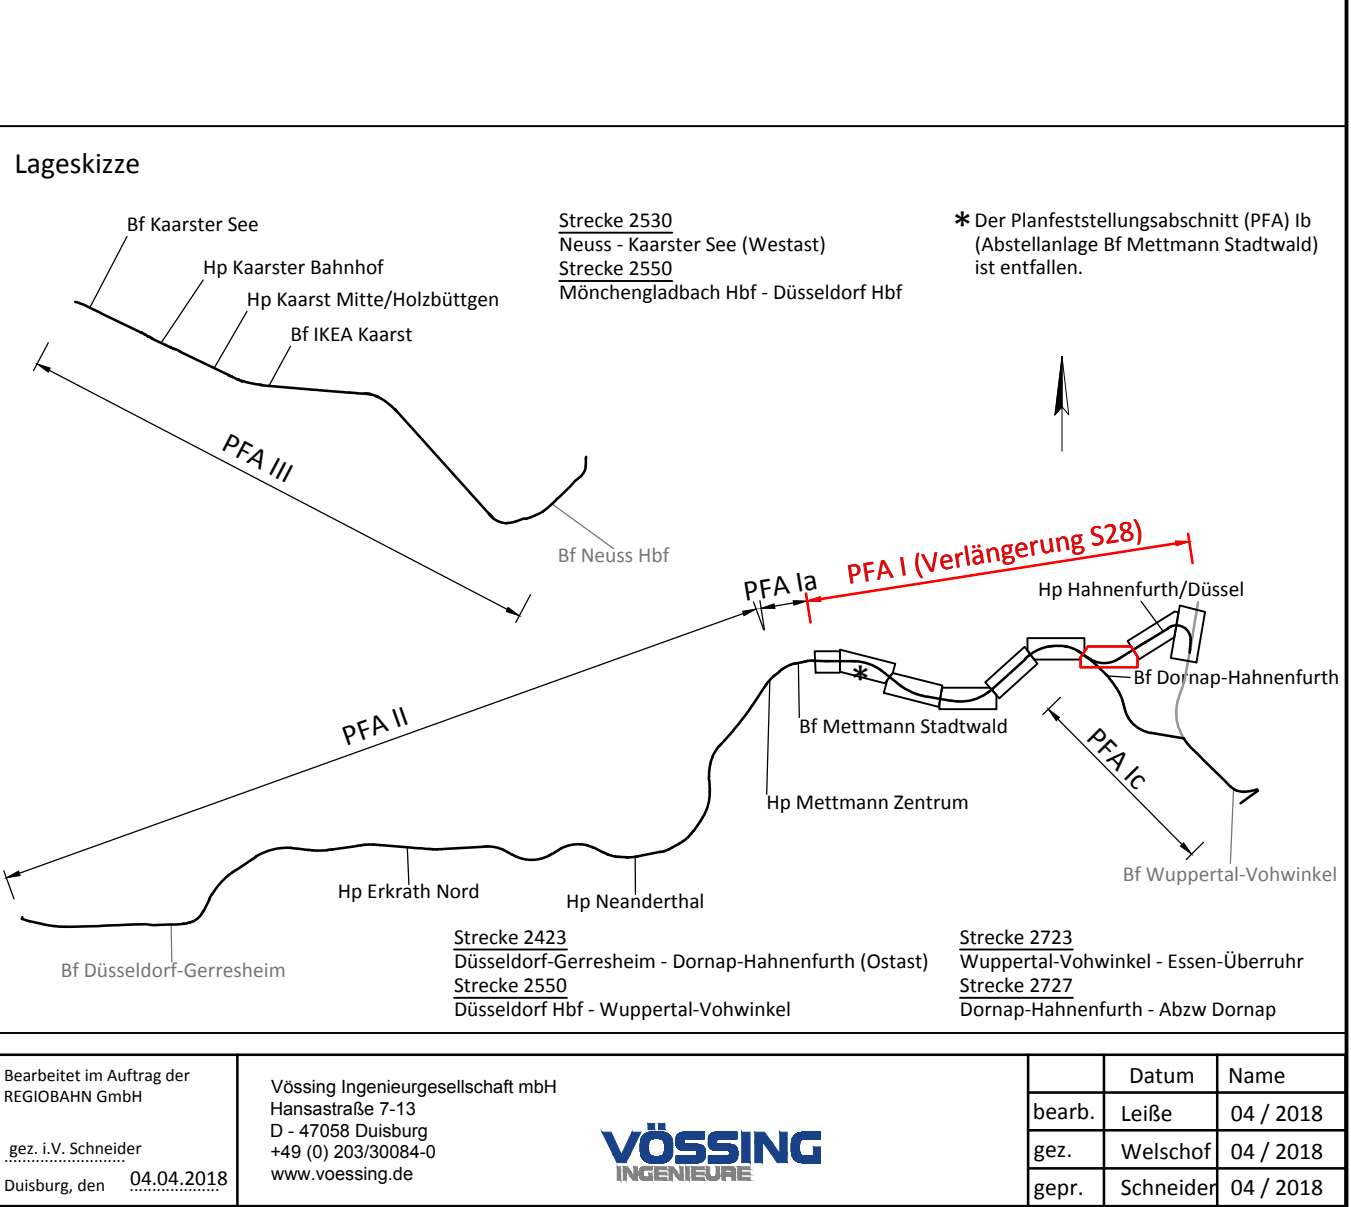 Lageskizze
Bf Kaarster See
Hp Kaarster Bahnhof
Hp Kaarst Mitte/Holzbüttgen
Bf IKEA Kaarst
Strecke 2530
Neuss - Kaarster See (Westast)
Strecke 2550
Mönchengladbach Hbf - Düsseldorf Hbf
* Der Planfeststellungsabschnitt (PFA) Ib
(Abstellanlage Bf Mettmann Stadtwald)
ist entfallen.
PFA III
Bf Neuss Hbf
PFA Ia
PFA I (Verlängerung S28)
Hp Hahnenfurth/Düssel
*
Bf Dornap-Hahnenfurth
Bf Mettmann Stadtwald
PFA II
PFA Ic
Hp Mettmann Zentrum
Bf Wuppertal-Vohwinkel
Hp Erkrath Nord
Hp Neanderthal
Bf Düsseldorf-Gerresheim
Strecke 2423
Düsseldorf-Gerresheim - Dornap-Hahnenfurth (Ostast)
Strecke 2550
Düsseldorf Hbf - Wuppertal-Vohwinkel
Strecke 2723
Wuppertal-Vohwinkel - Essen-Überruhr
Strecke 2727
Dornap-Hahnenfurth - Abzw Dornap
Bearbeitet im Auftrag der
REGIOBAHN GmbH
gez. i.V. Schneider
Duisburg, den 04.04.2018
Vössing Ingenieurgesellschaft mbH
Hansastraße 7-13
D - 47058 Duisburg
+49 (0) 203/30084-0
www.voessing.de
VÖSSING
INGENIEURE
Datum Name
bearb. Leiße 04 / 2018
gez. Welschof 04 / 2018
gepr. Schneider 04 / 2018